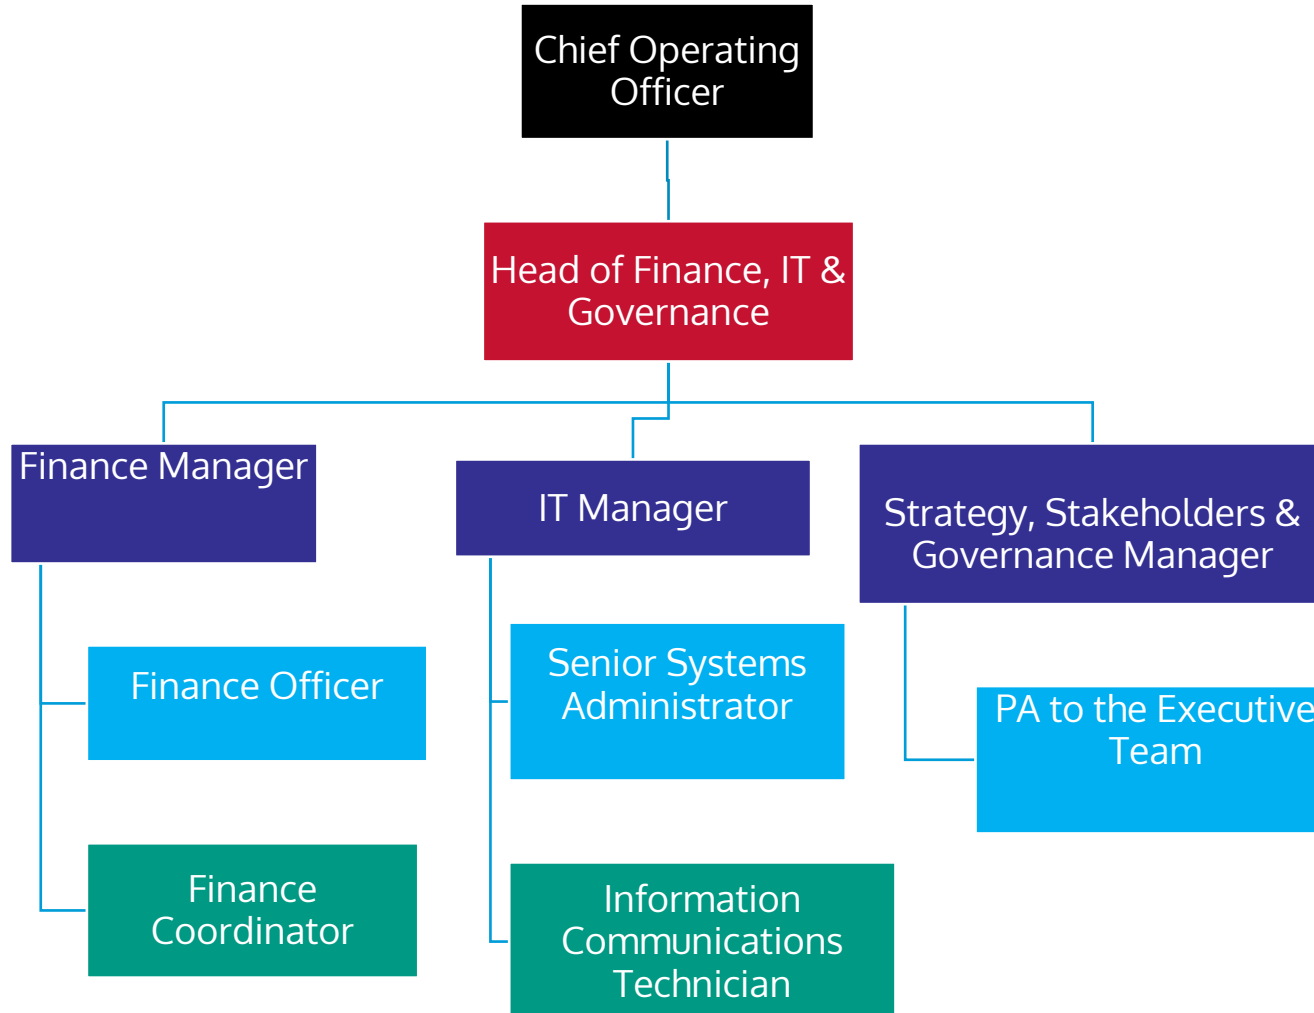 Chief Operating
Officer
Head of Finance, IT &
Governance
Finance Manager
IT Manager
Strategy, Stakeholders &
Governance Manager
Finance Officer
Senior Systems
Administrator
PA to the Executive
Team
Finance
Coordinator
Information
Communications
Technician